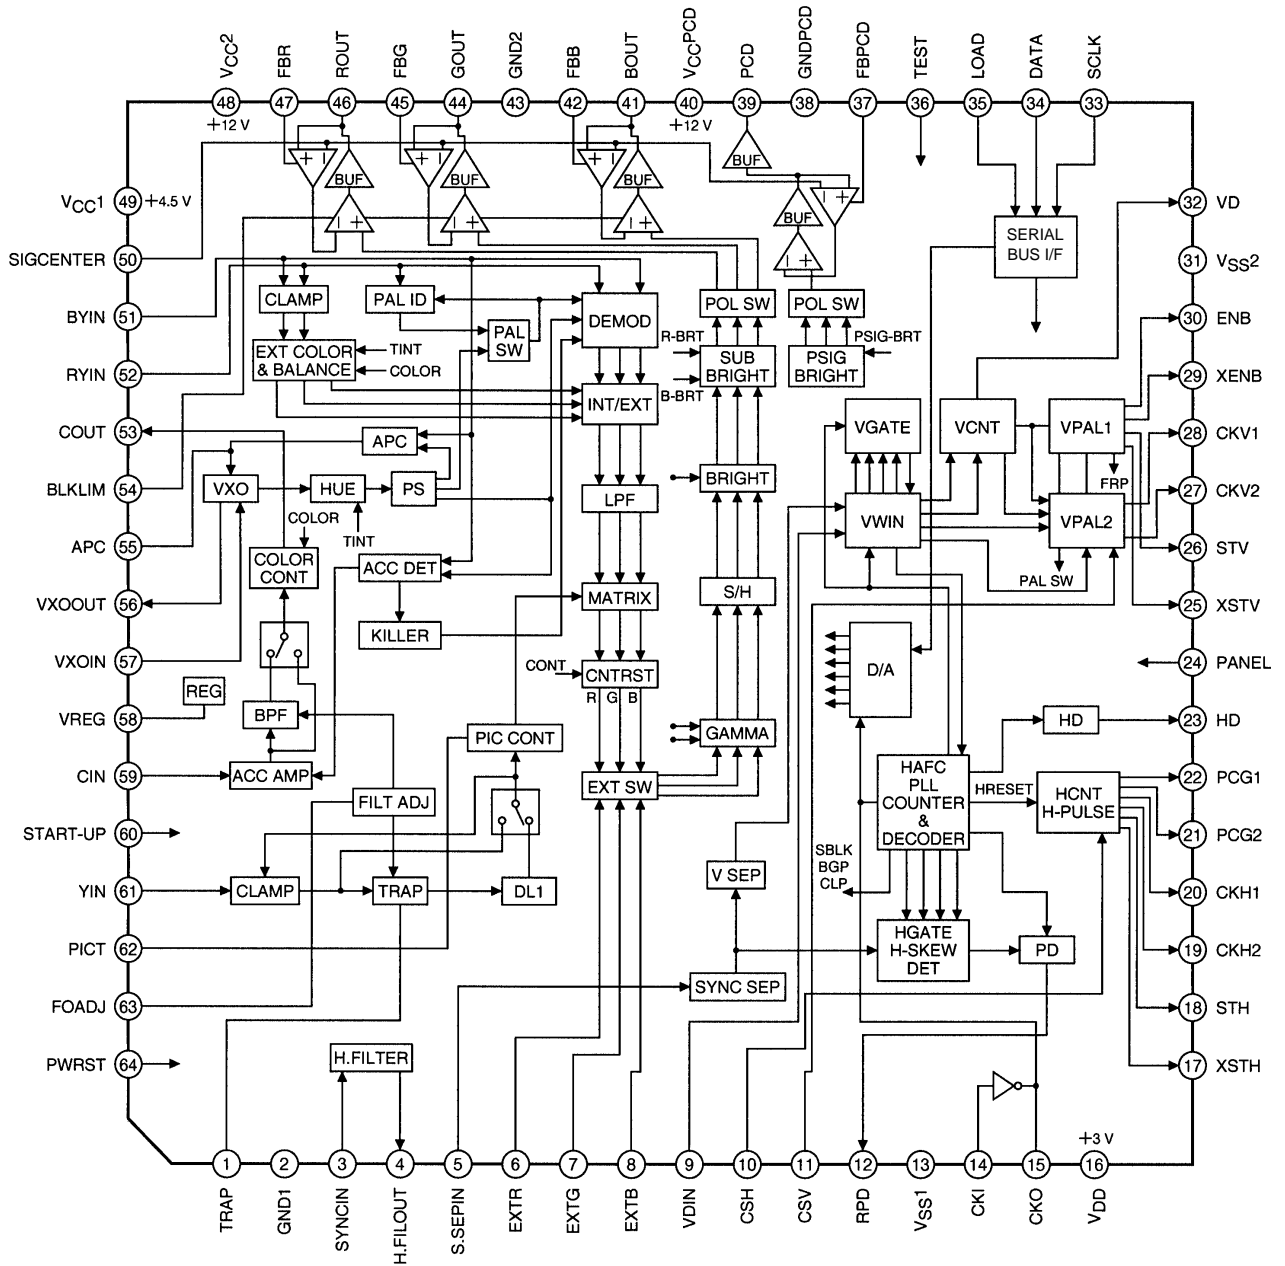 VCC2
FBR
ROUT
FBG
GOUT
GND2
FBB
BOUT
VCCPCD
PCD
GNDPCD
FBPCD
TEST
LOAD
DATA
SCLK
48
47
46
45
44
43
42
41
40
39
38
37
36
35
34
33
+12 V
+12 V
+ −
+ −
+ −
BUF
BUF
BUF
BUF
− +
BUF
− +
− +
− +
− +
VCC1
49
+4.5 V
SIGCENTER
50
BYIN
51
RYIN
52
COUT
53
BLKLIM
54
APC
55
VXOOUT
56
VXOIN
57
VREG
58
CIN
59
START-UP
60
YIN
61
PICT
62
FOADJ
63
PWRST
64
32
VD
31
VSS2
30
ENB
29
XENB
28
CKV1
27
CKV2
26
STV
25
XSTV
24
PANEL
23
HD
22
PCG1
21
PCG2
20
CKH1
19
CKH2
18
STH
17
XSTH
SERIAL
BUS I/F
CLAMP
PAL ID
PAL
SW
DEMOD
POL SW
POL SW
EXT COLOR
& BALANCE
TINT
COLOR
R-BRT
SUB
BRIGHT
B-BRT
PSIG
BRIGHT
PSIG-BRT
INT/EXT
APC
VXO
HUE
PS
COLOR
TINT
LPF
BRIGHT
VGATE
VCNT
VPAL1
FRP
VWIN
VPAL2
PAL SW
COLOR
CONT
ACC DET
KILLER
MATRIX
S/H
CONT
CNTRST
R
G
B
D/A
REG
BPF
PIC CONT
GAMMA
HD
ACC AMP
EXT SW
FILT ADJ
HAFC
PLL
COUNTER
&
DECODER
HRESET
HCNT
H-PULSE
CLAMP
TRAP
DL1
V SEP
SBLK
BGP
CLP
HGATE
H-SKEW
DET
PD
SYNC SEP
H.FILTER
+3 V
1
2
3
4
5
6
7
8
9
10
11
12
13
14
15
16
TRAP
GND1
SYNCIN
H.FILOUT
S.SEPIN
EXTR
EXTG
EXTB
VDIN
CSH
CSV
RPD
VSS1
CKI
CKO
VDD